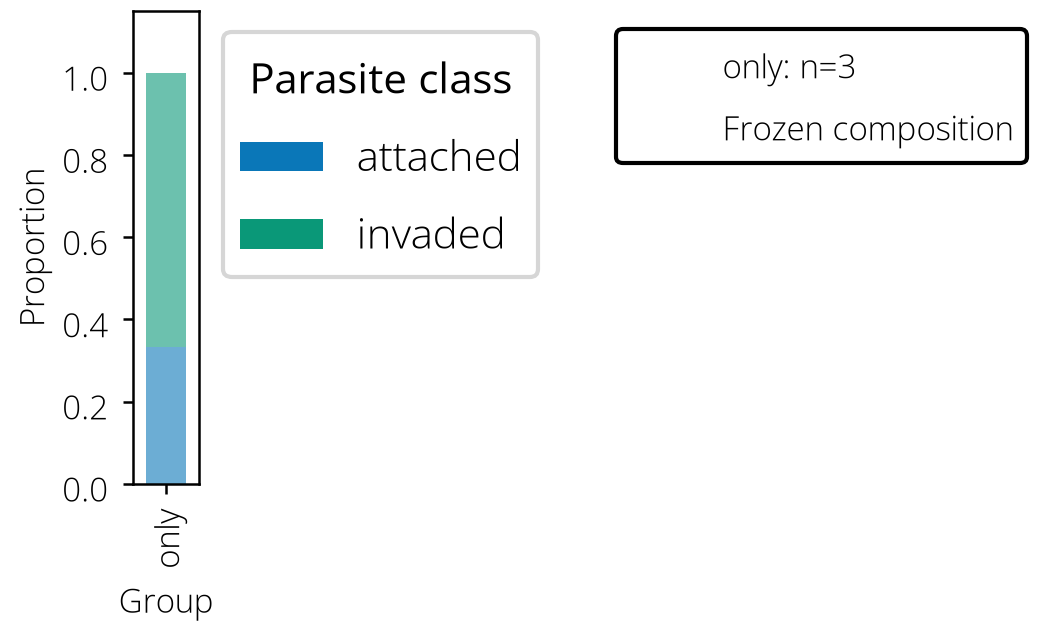 Proportion
1.0
0.8
0.6
0.4
0.2
0.0
only
Group
Parasite class
attached
invaded
only: n=3
Frozen composition